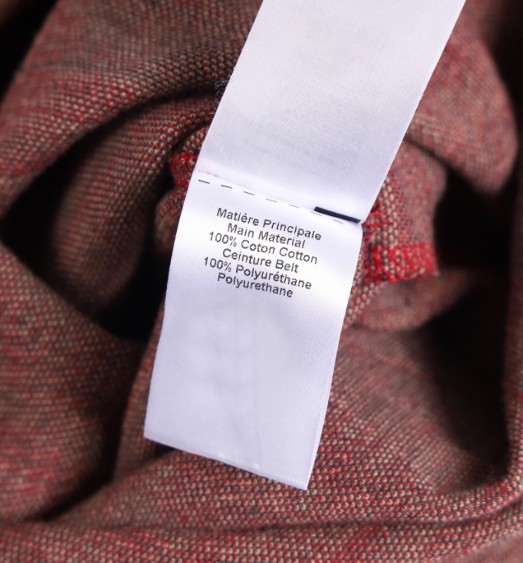 Matière Principale
Main Material
100% Coton Cotton
Ceinture Belt
100% Polyuréthane
Polyurethane